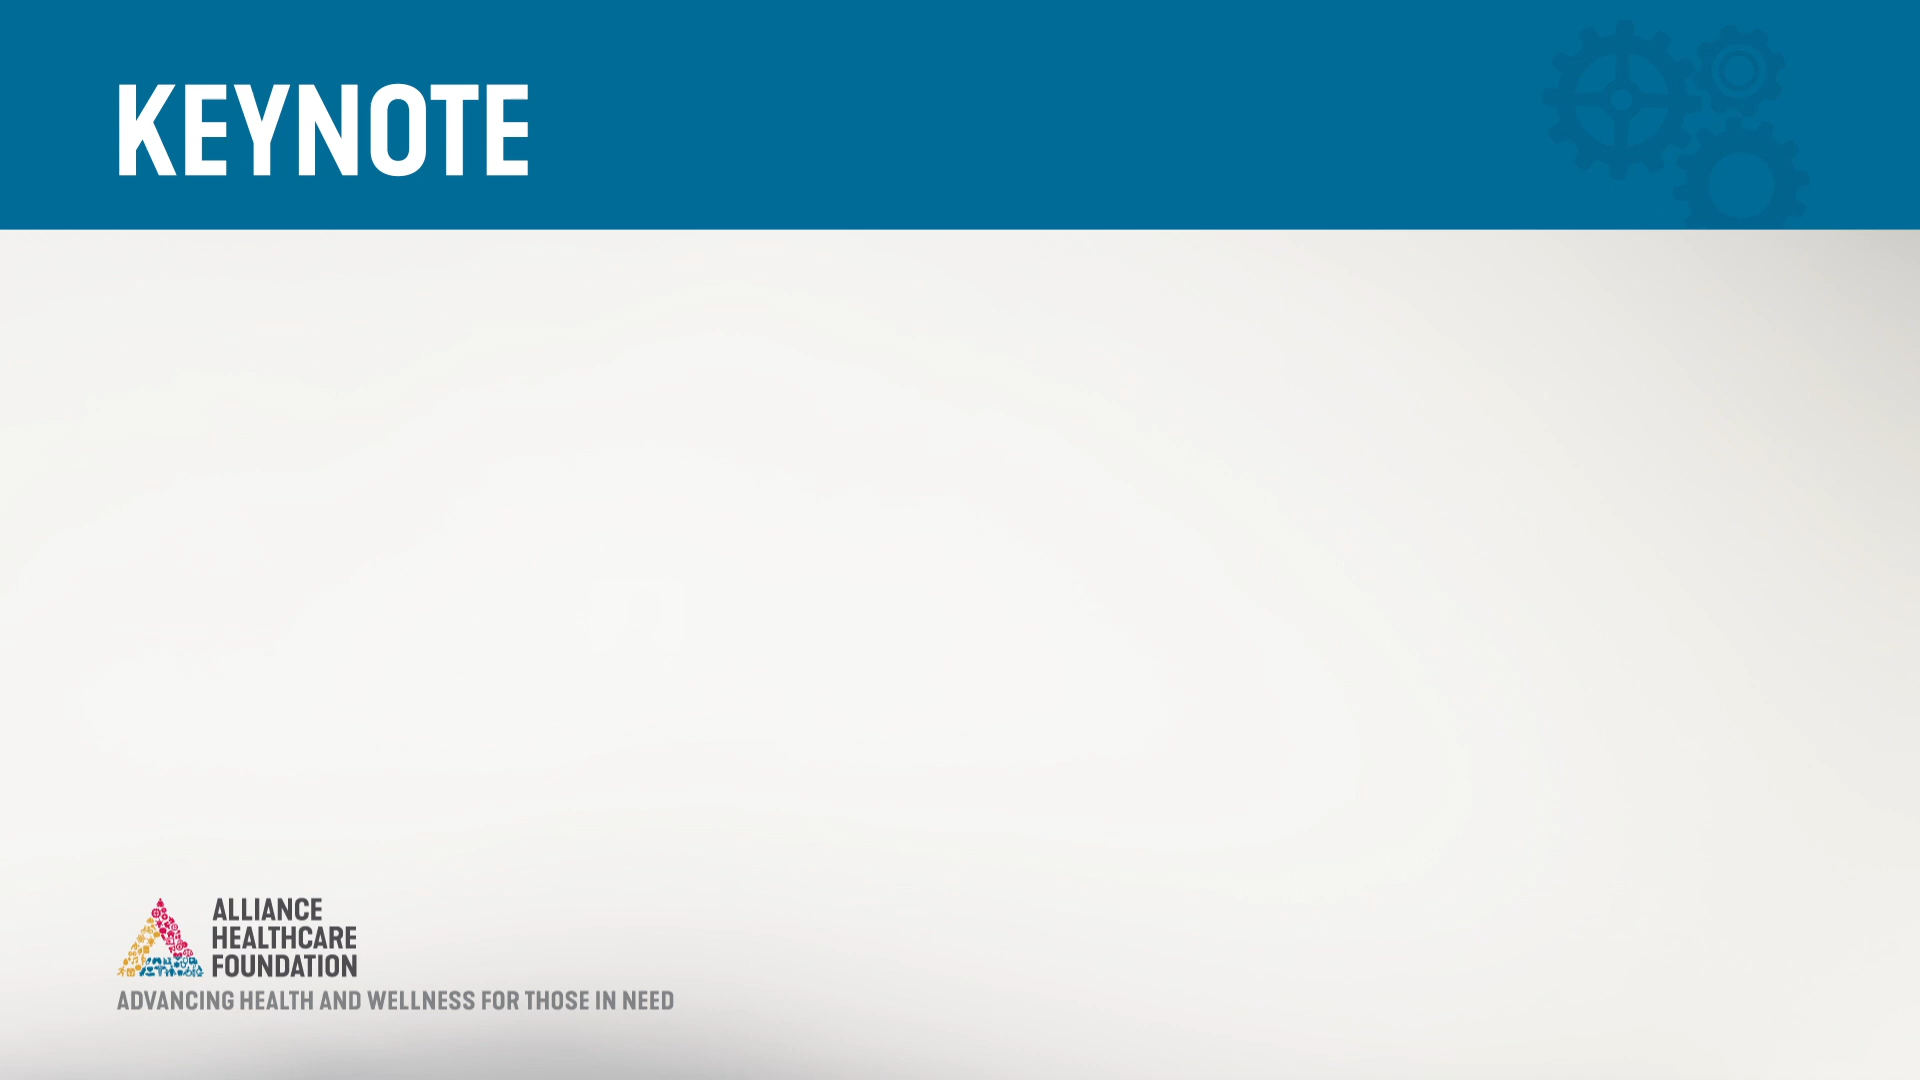 KEYNOTE
ALLIANCE
HEALTHCARE
FOUNDATION
ADVANCING HEALTH AND WELLNESS FOR THOSE IN NEED